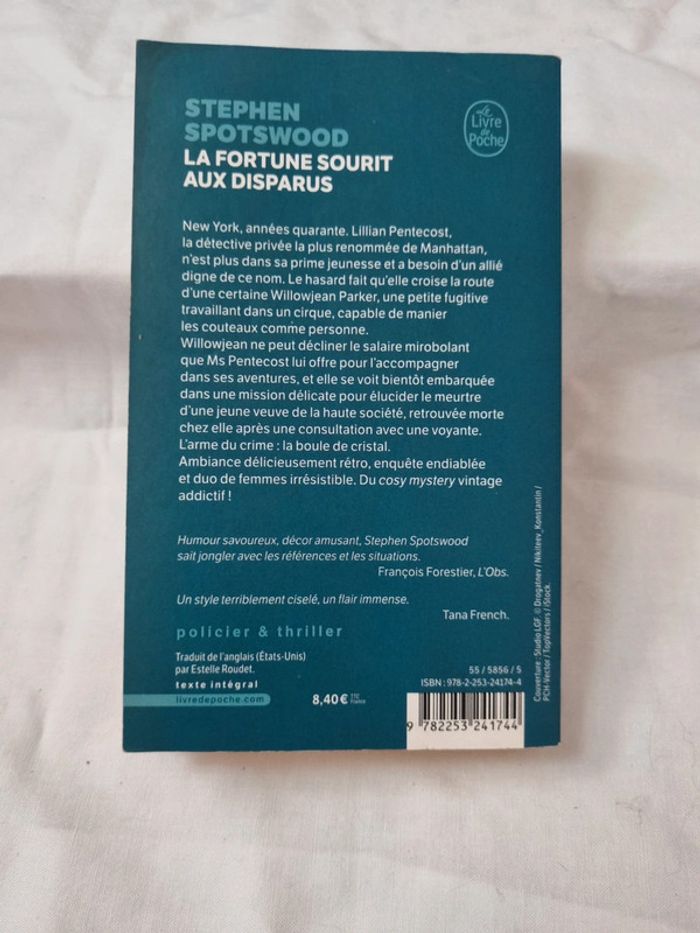 STEPHEN
SPOTSWOOD
LA FORTUNE SOURIT
AUX DISPARUS
Le
Livre
de
Poche
New York, années quarante. Lillian Pentecost,
la détective privée la plus renommée de Manhattan,
n'est plus dans sa prime jeunesse et a besoin d'un allié
digne de ce nom. Le hasard fait qu'elle croise la route
d'une certaine Willowjean Parker, une petite fugitive
travaillant dans un cirque, capable de manier
les couteaux comme personne.
Willowjean ne peut décliner le salaire mirobolant
que Ms Pentecost lui offre pour l'accompagner
dans ses aventures, et elle se voit bientôt embarquée
dans une mission délicate pour élucider le meurtre
d'une jeune veuve de la haute société, retrouvée morte
chez elle après une consultation avec une voyante.
L'arme du crime : la boule de cristal.
Ambiance délicieusement rétro, enquête endiablée
et duo de femmes irrésistible. Du cosy mystery vintage
addictif !
Humour savoureux, décor amusant, Stephen Spotswood
sait jongler avec les références et les situations.
François Forestier, L'Obs.
Un style terriblement ciselé, un flair immense.
Tana French.
policier & thriller
Traduit de l'anglais (États-Unis)
par Estelle Roudet.
texte intégral
livredepoche.com
8,40 € TTC
France
55 / 5856 / 5
ISBN : 978-2-253-24174-4
9 782253 241744
Couverture : Studio LGF. © Drogatnev / Nikiteev_Konstantin /
PCH-Vector / TopVectors / iStock.